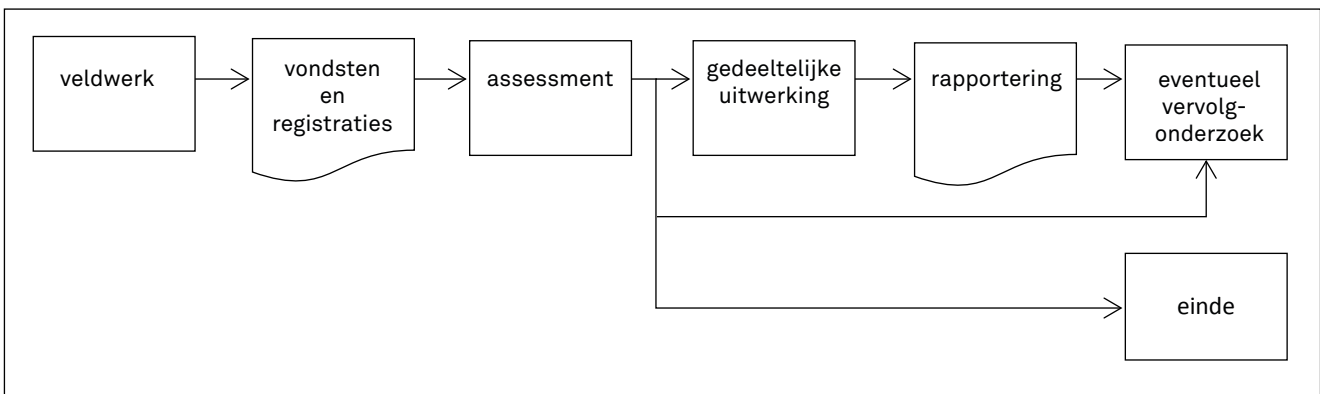 veldwerk
vondsten
en
registraties
assessment
gedeeltelijke
uitwerking
rapportering
eventueel
vervolg-
onderzoek
einde